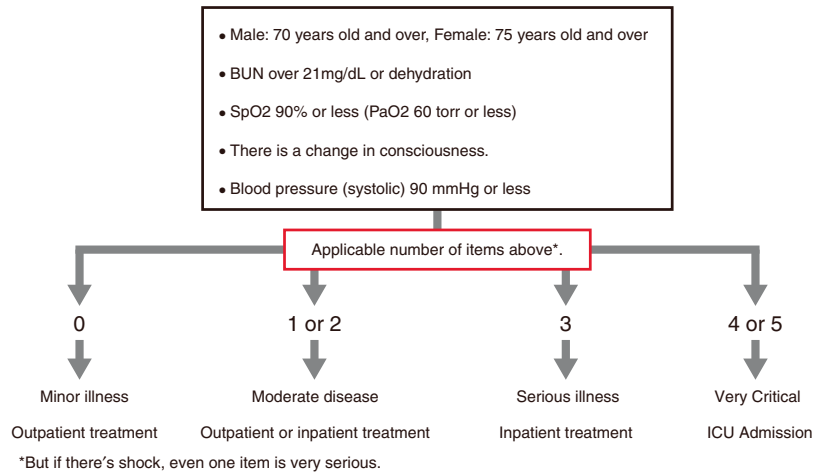 • Male: 70 years old and over, Female: 75 years old and over
• BUN over 21mg/dL or dehydration
• SpO2 90% or less (PaO2 60 torr or less)
• There is a change in consciousness.
• Blood pressure (systolic) 90 mmHg or less
Applicable number of items above*.
0 1 or 2 3 4 or 5
Minor illness Moderate disease Serious illness Very Critical
Outpatient treatment Outpatient or inpatient treatment Inpatient treatment ICU Admission
*But if there′s shock, even one item is very serious.